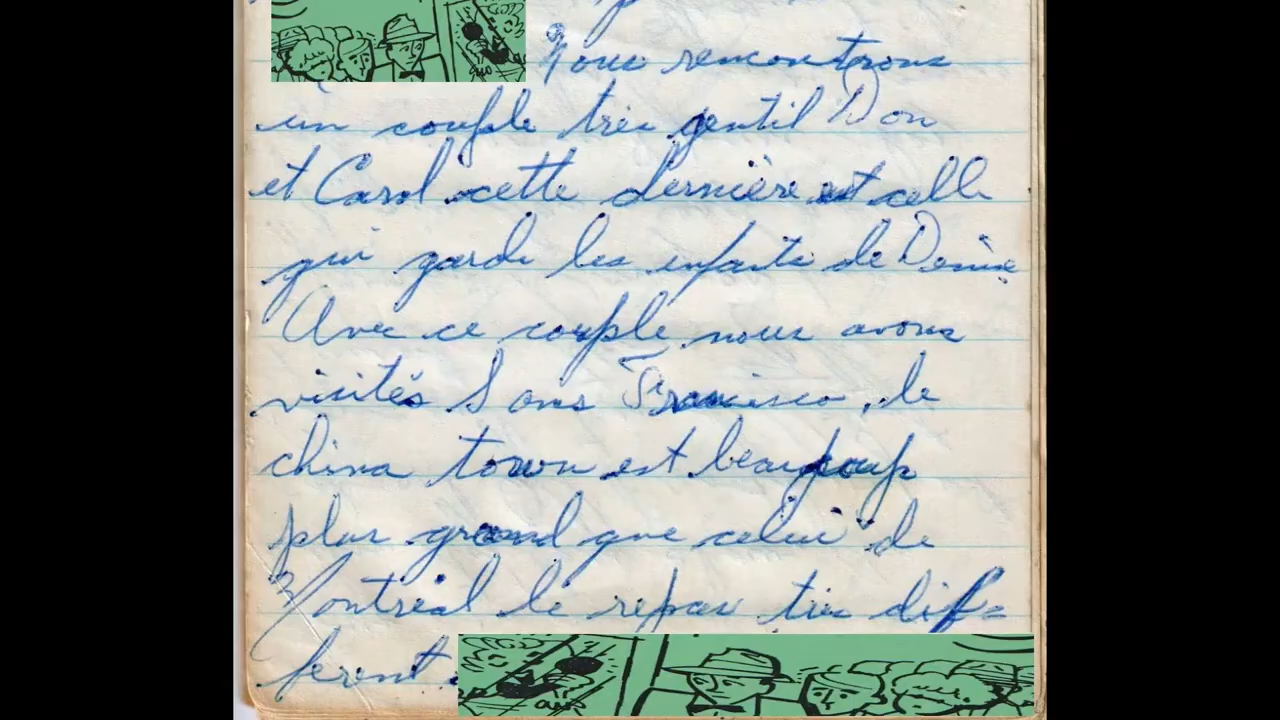 Nous rencontrons
un couple très gentil Don
et Carol cette dernière est celle
qui garde les enfants de Denise
Avec ce couple nous avons
visités Sans Francisco, le
china town est beaucoup
plus grand que celui de
Montréal le repas très dif-
férent.